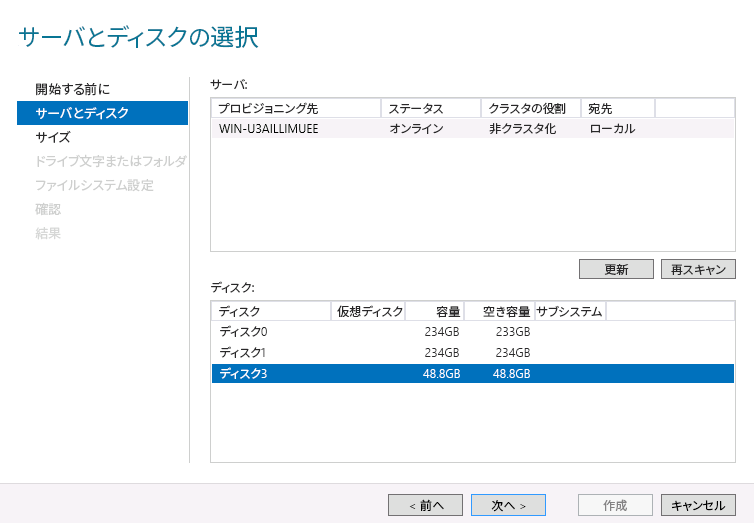 サーバとディスクの選択
開始する前に
サーバとディスク
サイズ
ドライブ文字またはフォルダ
ファイルシステム設定
確認
結果
サーバ:
プロビジョニング先 ステータス クラスタの役割 宛先
WIN-U3AILLIMUEE オンライン 非クラスタ化 ローカル
更新 再スキャン
ディスク:
ディスク 仮想ディスク 容量 空き容量 サブシステム
ディスク0 234GB 233GB
ディスク1 234GB 234GB
ディスク3 48.8GB 48.8GB
< 前へ 次へ > 作成 キャンセル